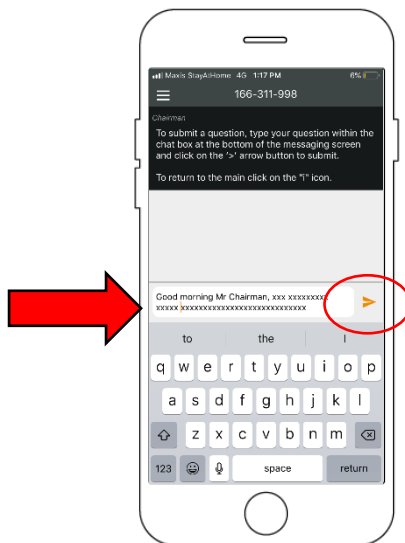 Maxis StayAtHome 4G 1:17 PM 6%
166-311-998
Chairman
To submit a question, type your question within the
chat box at the bottom of the messaging screen
and click on the '>' arrow button to submit.
To return to the main click on the "i" icon.
Good morning Mr Chairman, xxx xxxxxxxxx
xxxxx xxxxxxxxxxxxxxxxxxxxxxxxxxxx
to the I
q w e r t y u i o p
a s d f g h j k l
z x c v b n m
123 space return